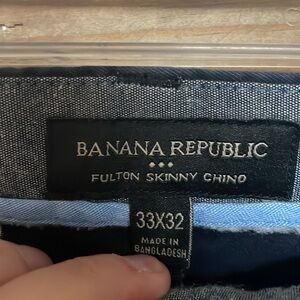 BANANA REPUBLIC
FULTON SKINNY CHINO
33X32
MADE IN
BANGLADESH